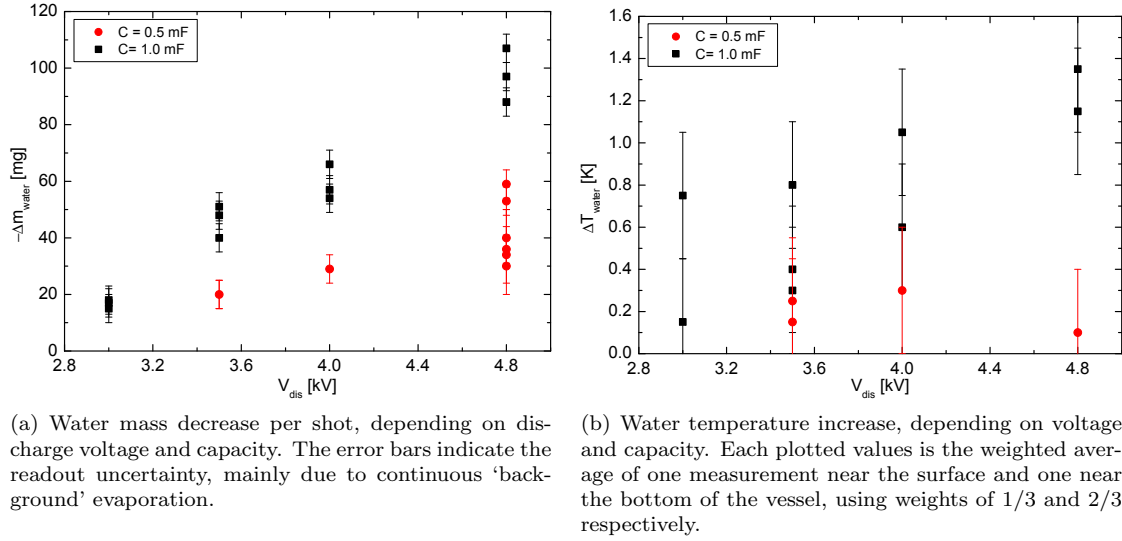 120
100
80
60
40
20
0
−Δm_water [mg]
C = 0.5 mF
C= 1.0 mF
2.8 3.2 3.6 4.0 4.4 4.8
V_dis [kV]
1.6
1.4
1.2
1.0
0.8
0.6
0.4
0.2
0.0
ΔT_water [K]
C = 0.5 mF
C= 1.0 mF
2.8 3.2 3.6 4.0 4.4 4.8
V_dis [kV]
(a) Water mass decrease per shot, depending on dis-
charge voltage and capacity. The error bars indicate the
readout uncertainty, mainly due to continuous ‘back-
ground’ evaporation.
(b) Water temperature increase, depending on voltage
and capacity. Each plotted values is the weighted aver-
age of one measurement near the surface and one near
the bottom of the vessel, using weights of 1/3 and 2/3
respectively.